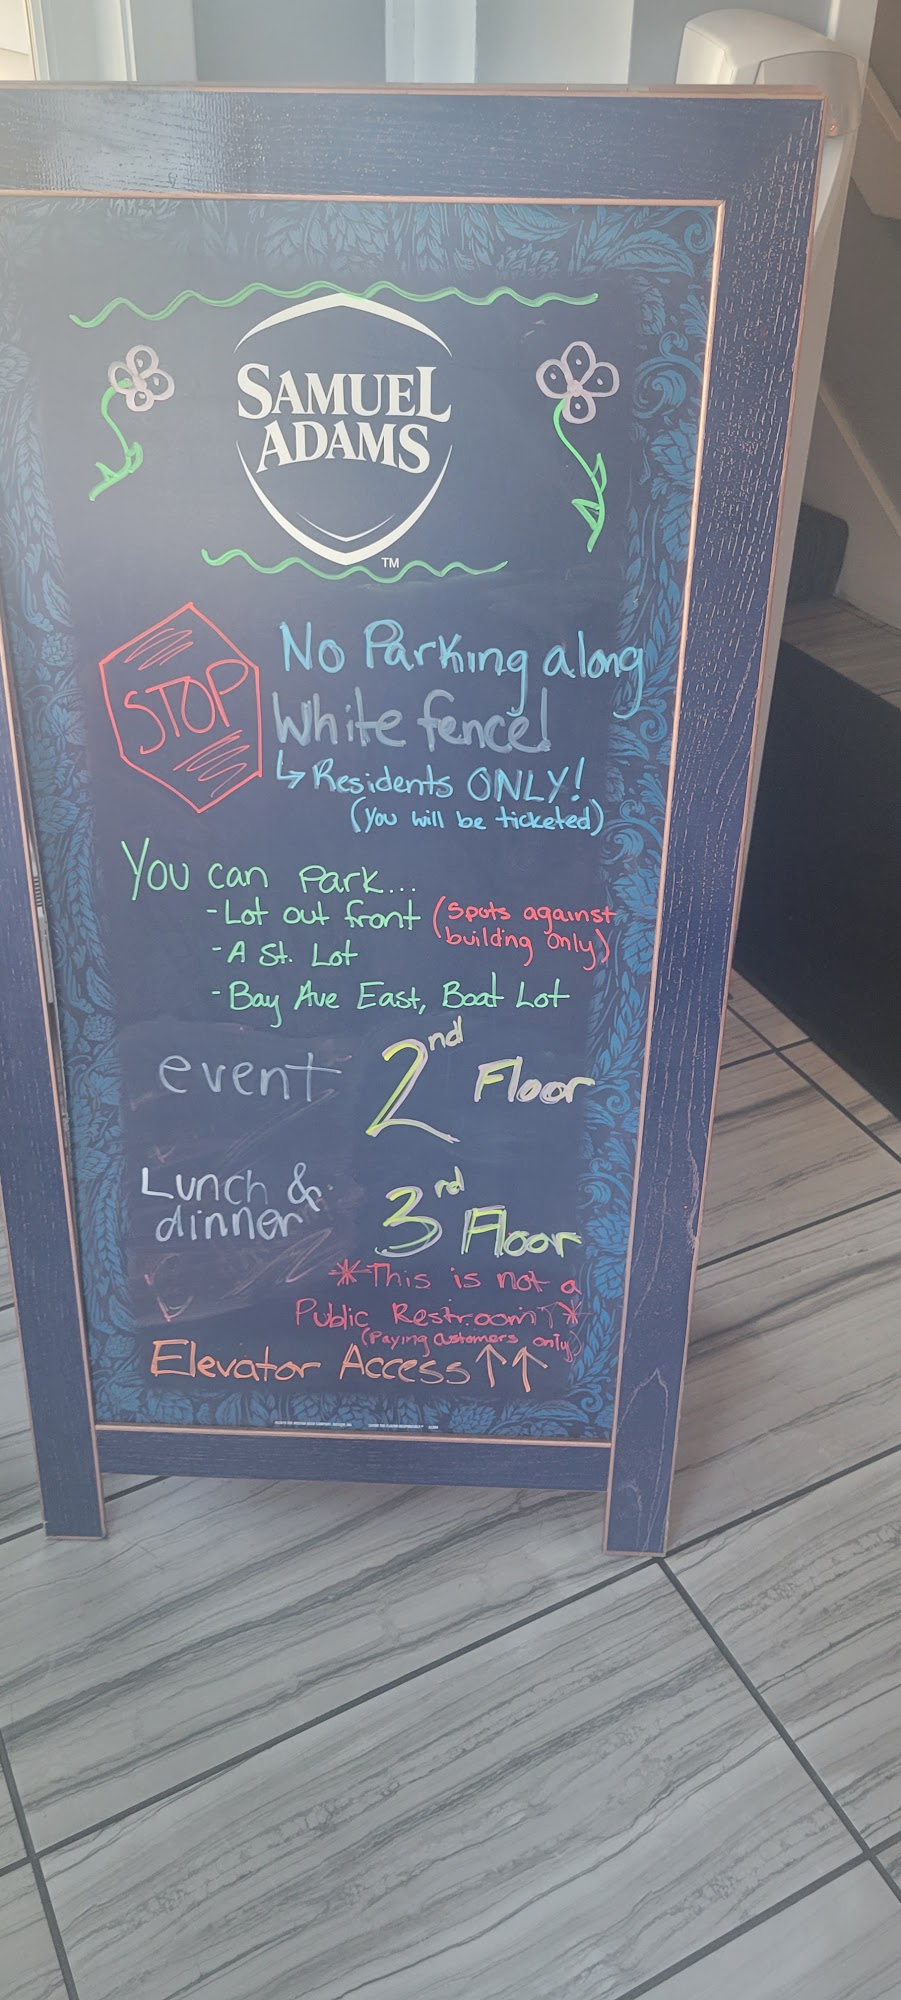 SAMUEL
ADAMS
TM
STOP
No Parking along
White fence!
↳ Residents ONLY!
(you will be ticketed)
You can Park...
- Lot out front (spots against
building only)
- A St. Lot
- Bay Ave East, Boat Lot
event 2nd Floor
Lunch &
dinner 3rd Floor
*This is not a
Public Restroom↑*
(Paying customers only)
Elevator Access↑↑